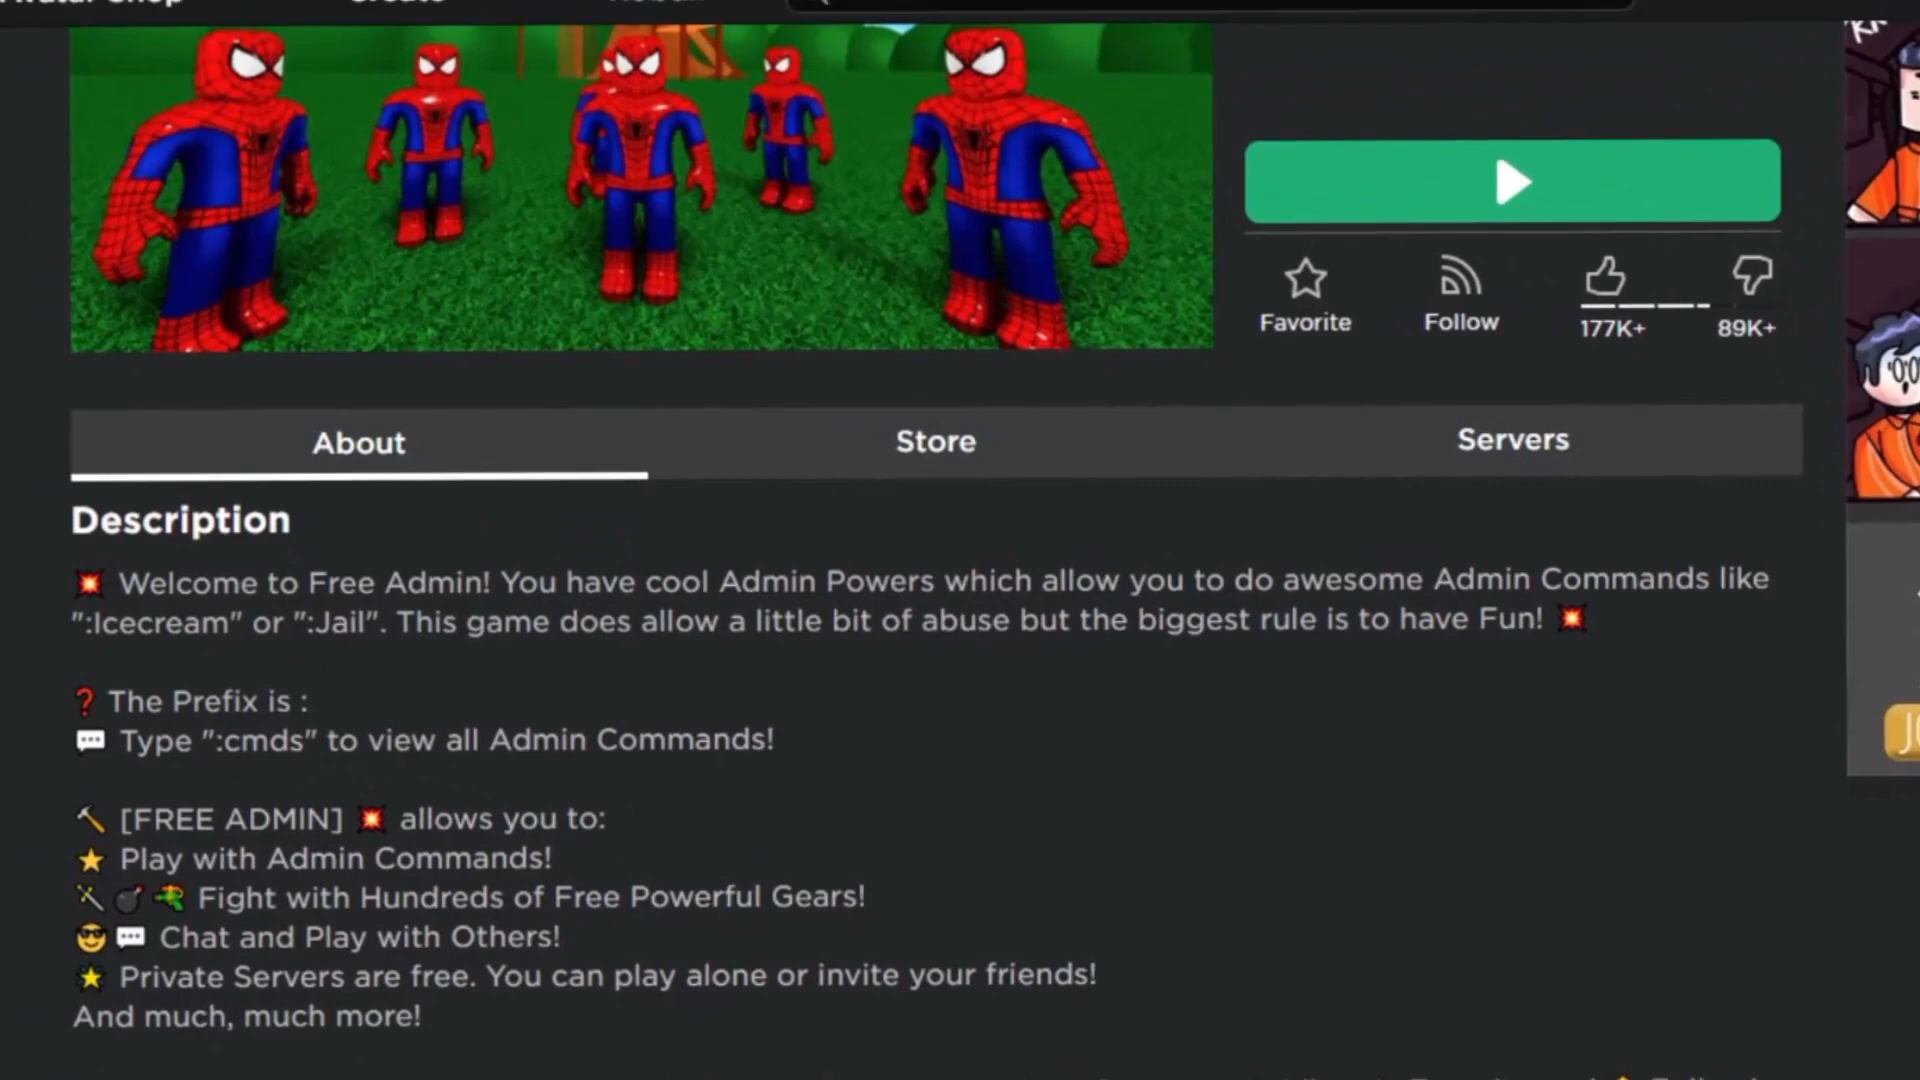 Avatar Shop Create
Favorite Follow 177K+ 89K+
About Store Servers
Description
💥 Welcome to Free Admin! You have cool Admin Powers which allow you to do awesome Admin Commands like
":Icecream" or ":Jail". This game does allow a little bit of abuse but the biggest rule is to have Fun! 💥
❓ The Prefix is :
💬 Type ":cmds" to view all Admin Commands!
🔨 [FREE ADMIN] 💥 allows you to:
⭐ Play with Admin Commands!
🗡💣🔫 Fight with Hundreds of Free Powerful Gears!
😎💬 Chat and Play with Others!
🌟 Private Servers are free. You can play alone or invite your friends!
And much, much more!